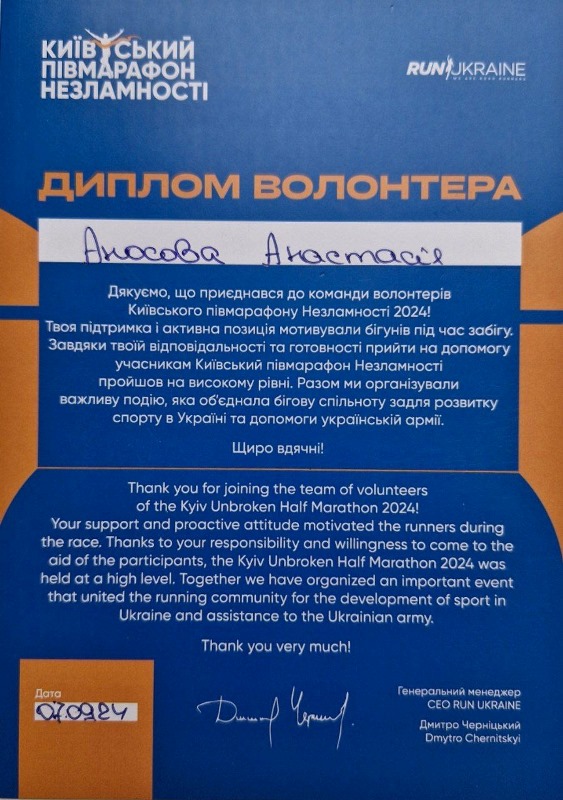 КИЇВСЬКИЙ
ПІВМАРАФОН
НЕЗЛАМНОСТІ
RUN UKRAINE
ДИПЛОМ ВОЛОНТЕРА
Аносова Анастасія
Дякуємо, що приєднався до команди волонтерів
Київського півмарафону Незламності 2024!
Твоя підтримка і активна позиція мотивували бігунів під час забігу.
Завдяки твоїй відповідальності та готовності прийти на допомогу
учасникам Київський півмарафон Незламності
пройшов на високому рівні. Разом ми організували
важливу подію, яка об'єднала бігову спільноту задля розвитку
спорту в Україні та допомоги українській армії.
Щиро вдячні!
Thank you for joining the team of volunteers
of the Kyiv Unbroken Half Marathon 2024!
Your support and proactive attitude motivated the runners during
the race. Thanks to your responsibility and willingness to come to the
aid of the participants, the Kyiv Unbroken Half Marathon 2024 was
held at a high level. Together we have organized an important event
that united the running community for the development of sport in
Ukraine and assistance to the Ukrainian army.
Thank you very much!
Дата
07.09.24
Генеральний менеджер
CEO RUN UKRAINE
Дмитро Черніцький
Dmytro Chernitskyi